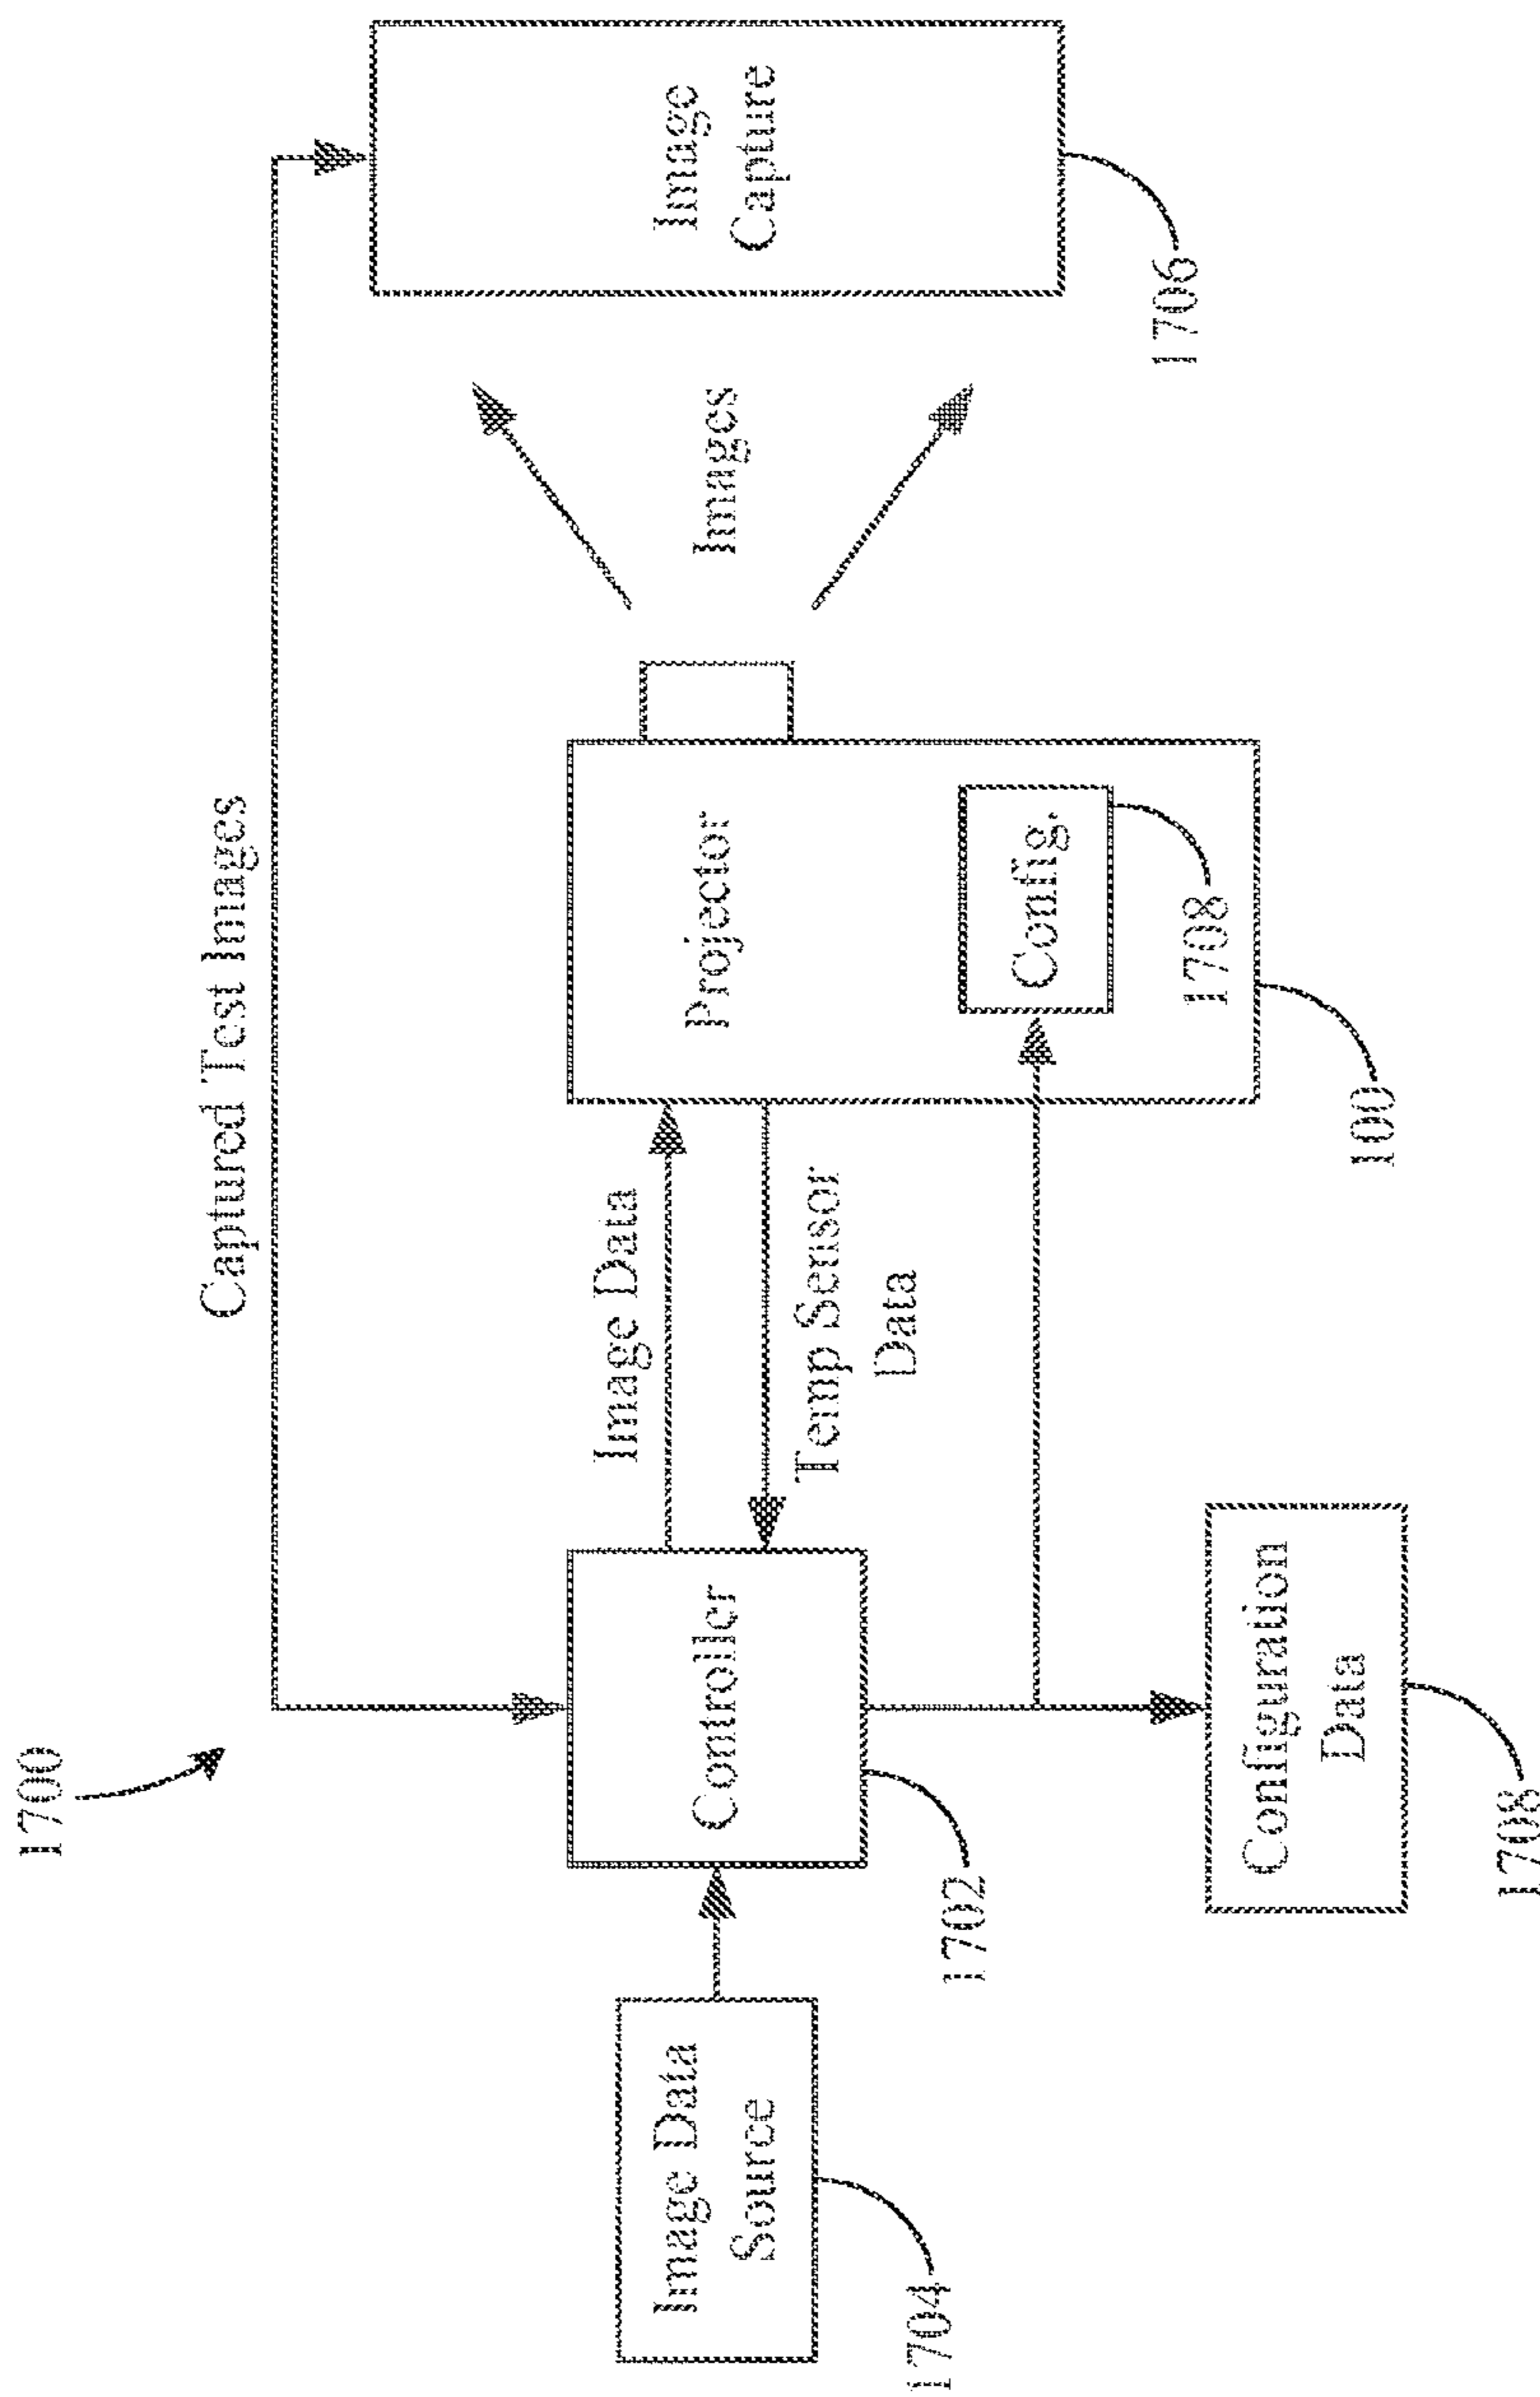 1700
Captured Test Images
Image Data
Source
1704
Controller
1702
Image Data
Temp Sensor
Data
Configuration
Data
1708
Projector
Config.
1708
100
Images
Image
Capture
1706